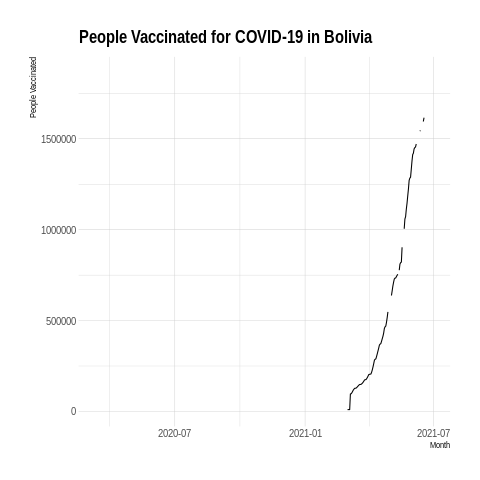 People Vaccinated for COVID-19 in Bolivia
People Vaccinated
1500000
1000000
500000
0
2020-07
2021-01
2021-07
Month